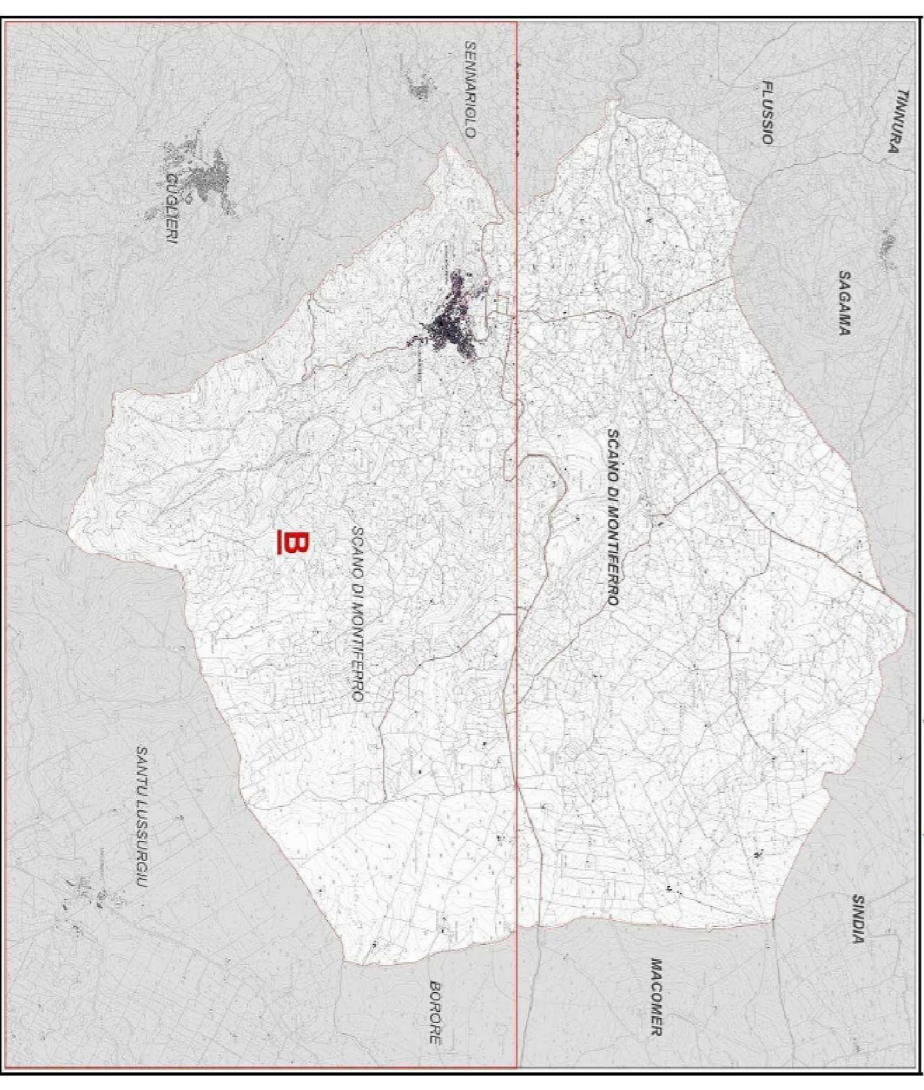 TINNURA
SAGAMA
SINDIA
FLUSSIO
MACOMER
SCANO DI MONTIFERRO
SENNARIOLO
BORORE
SCANO DI MONTIFERRO
B
CUGLIERI
SANTU LUSSURGIU